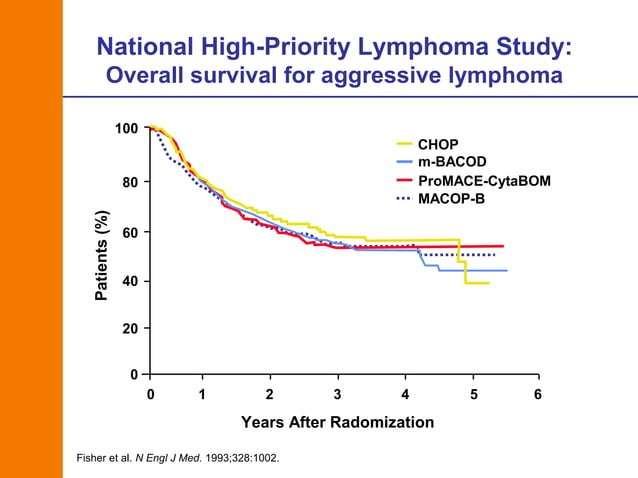 National High-Priority Lymphoma Study:
Overall survival for aggressive lymphoma
CHOP
m-BACOD
ProMACE-CytaBOM
MACOP-B
Patients (%)
100
80
60
40
20
0
0 1 2 3 4 5 6
Years After Radomization
Fisher et al. N Engl J Med. 1993;328:1002.